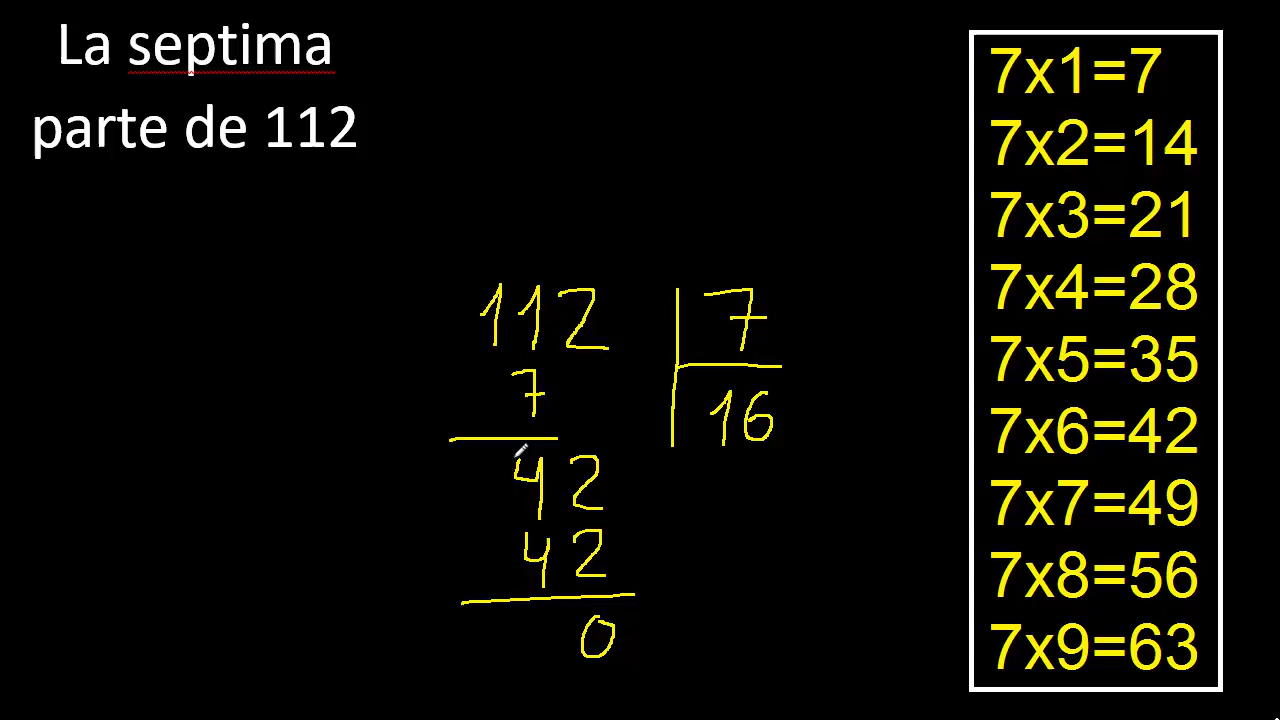 La septima
parte de 112
112 7
7 16
42
42
0
7x1=7
7x2=14
7x3=21
7x4=28
7x5=35
7x6=42
7x7=49
7x8=56
7x9=63